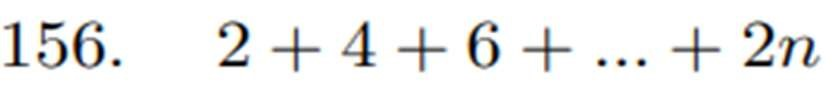 156. 2 + 4 + 6 + ... + 2n